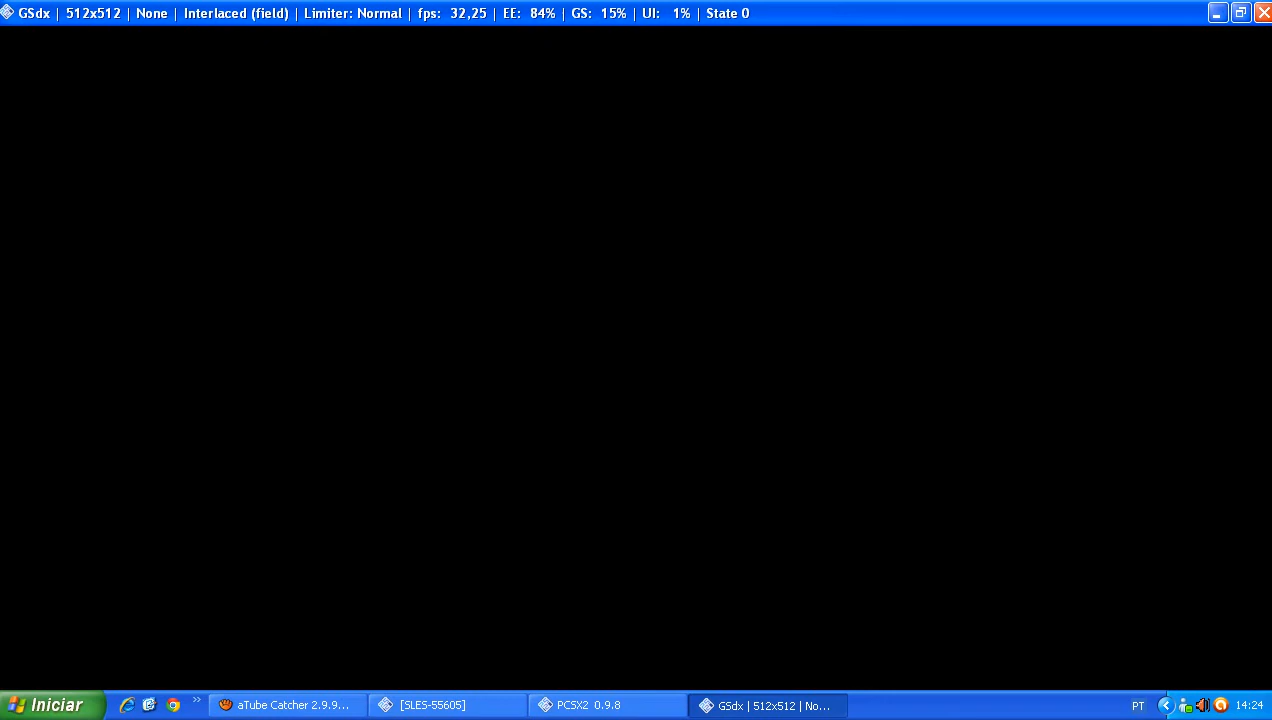 GSdx | 512x512 | None | Interlaced (field) | Limiter: Normal | fps: 32,25 | EE: 84% | GS: 15% | UI: 1% | State 0
Iniciar » aTube Catcher 2.9.9... [SLES-55605] PCSX2 0.9.8 GSdx | 512x512 | No... PT 14:24